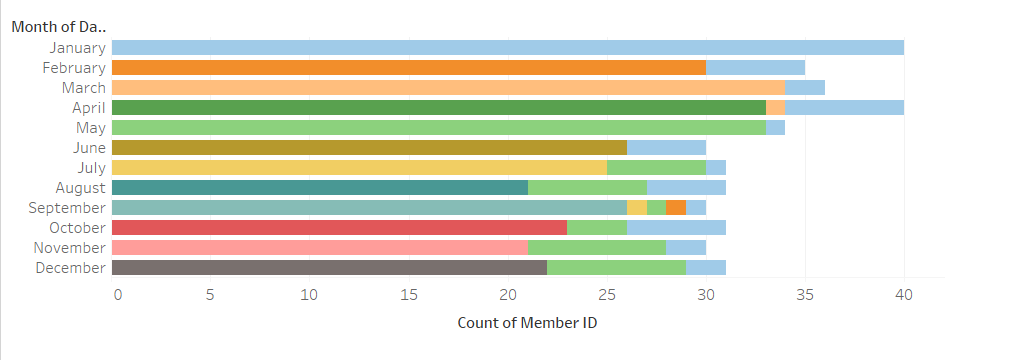 Month of Da..
January
February
March
April
May
June
July
August
September
October
November
December
0 5 10 15 20 25 30 35 40
Count of Member ID